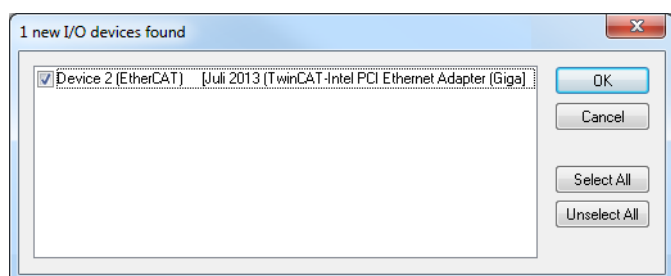 1 new I/O devices found
Device 2 (EtherCAT) [Juli 2013 (TwinCAT-Intel PCI Ethernet Adapter (Giga]
OK
Cancel
Select All
Unselect All